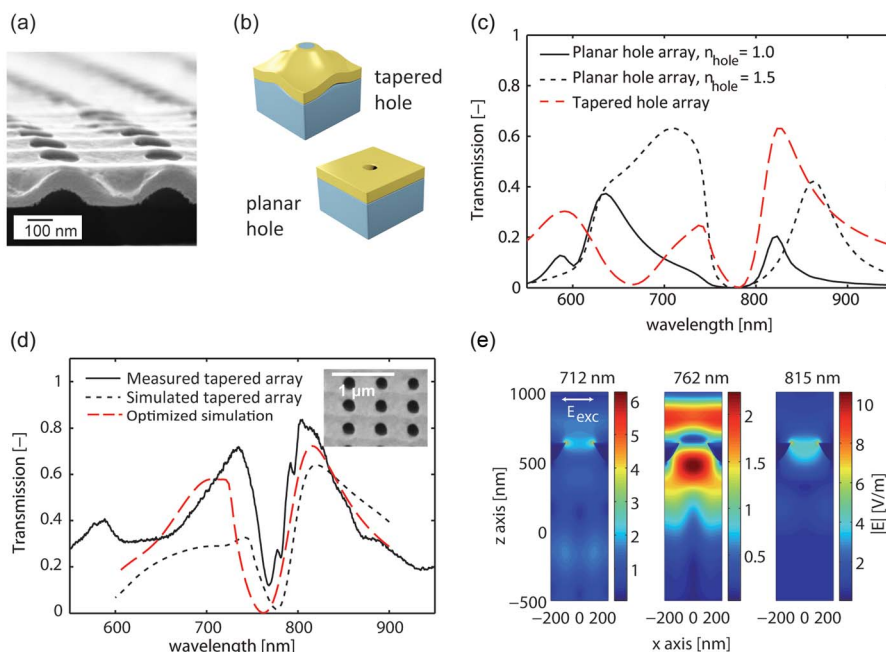 (a)
100 nm
(b)
tapered
hole
planar
hole
(c)
Transmission [–]
1
0.8
0.6
0.4
0.2
0
Planar hole array, nhole= 1.0
Planar hole array, nhole= 1.5
Tapered hole array
600 700 800 900
wavelength [nm]
(d)
Transmission [–]
1
0.8
0.6
0.4
0.2
0
Measured tapered array
Simulated tapered array
Optimized simulation
1 μm
600 700 800 900
wavelength [nm]
(e)
712 nm 762 nm 815 nm
z axis [nm]
1000
500
0
−500
Eexc
6
5
4
3
2
1
2
1.5
1
0.5
10
8
6
4
2
|E| [V/m]
−200 0 200 −200 0 200 −200 0 200
x axis [nm]